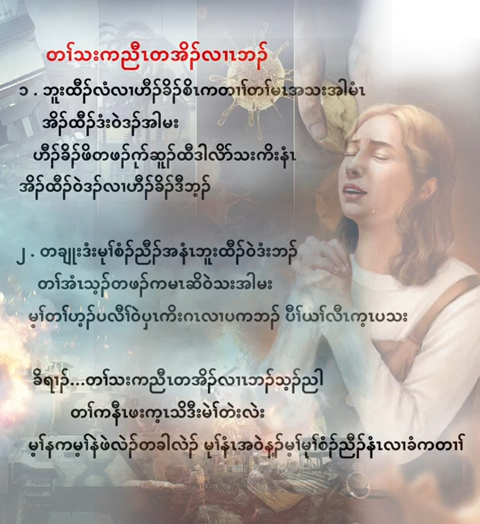 တၢ်သးကညီၤတအိၣ်လၢၤဘၣ်
၁ . ဘူးထီၣ်လံလၢဟီၣ်ခိၣ်စိၤကတၢၢ်တၢ်မၤအသးအါမံၤ
အိၣ်ထီၣ်ဒံးဝဲဒၣ်အါမး
ဟီၣ်ခိၣ်ဖိတဖၣ်ကုၢ်ဆူၣ်ထီဒါလိာ်သးကိးနံၤ
အိၣ်ထီၣ်ဝဲဒၣ်လၢဟီၣ်ခိၣ်ဒီဘ့ၣ်
၂ . တချုးဒံးမုၢ်စံၣ်ညီၣ်အနံၤဘူးထီၣ်ဝဲဒံးဘၣ်
တၢ်အံၤသ့ၣ်တဖၣ်ကမၤဆိဝဲသးအါမး
မ့ၢ်တၢ်ဟ့ၣ်ပလီၢ်ဝဲပှၤကိးဂၤလၢပကဘၣ် ပီၢ်ယၢ်လီၤက့ၤပသး
ခိရၢၣ်...တၢ်သးကညီၤတအိၣ်လၢၤဘၣ်သ့ၣ်ညါ
တၢ်ကနီၤဖးက့ၤသိဒီးမဲၢ်တဲးလဲး
မ့ၢ်နကမ့ၢ်နဲဖဲလဲၣ်တခါလဲၣ် မုၢ်နံၤအဝဲန့ၣ်မ့ၢ်မုၢ်စံၣ်ညီၣ်နံၤလၢခံကတၢၢ်